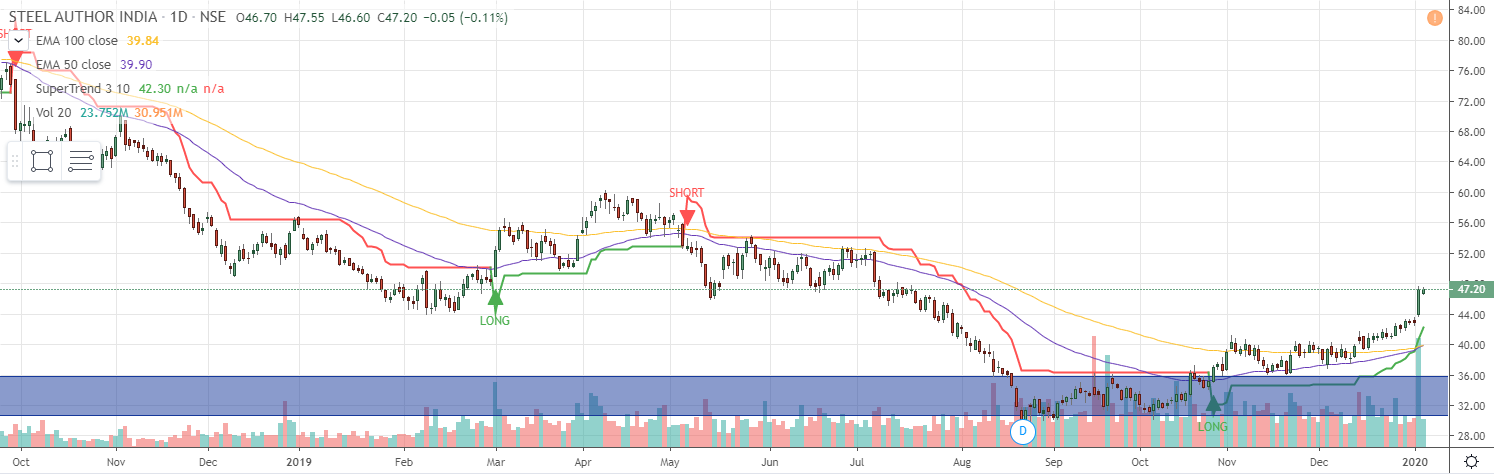 STEEL AUTHOR INDIA · 1D · NSE O46.70 H47.55 L46.60 C47.20 −0.05 (−0.11%)
EMA 100 close 39.84
EMA 50 close 39.90
SuperTrend 3 10 42.30 n/a n/a
Vol 20 23.752M 30.951M
SHORT
LONG
D
LONG
84.00
80.00
76.00
72.00
68.00
64.00
60.00
56.00
52.00
47.20
44.00
40.00
36.00
32.00
28.00
Oct Nov Dec 2019 Feb Mar Apr May Jun Jul Aug Sep Oct Nov Dec 2020